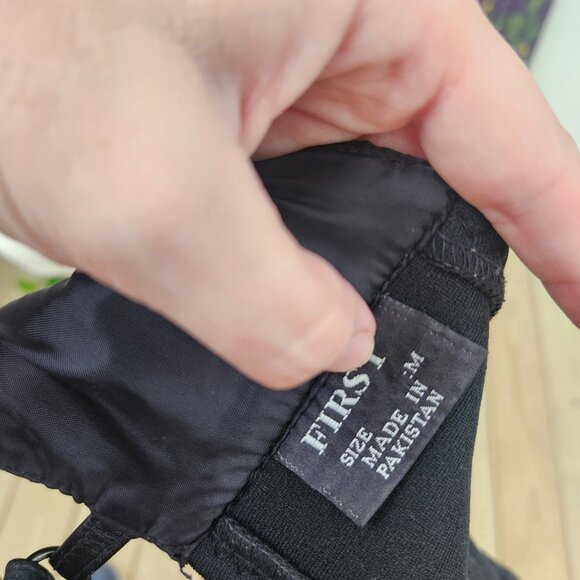 FIRST
SIZE :M
MADE IN
PAKISTAN